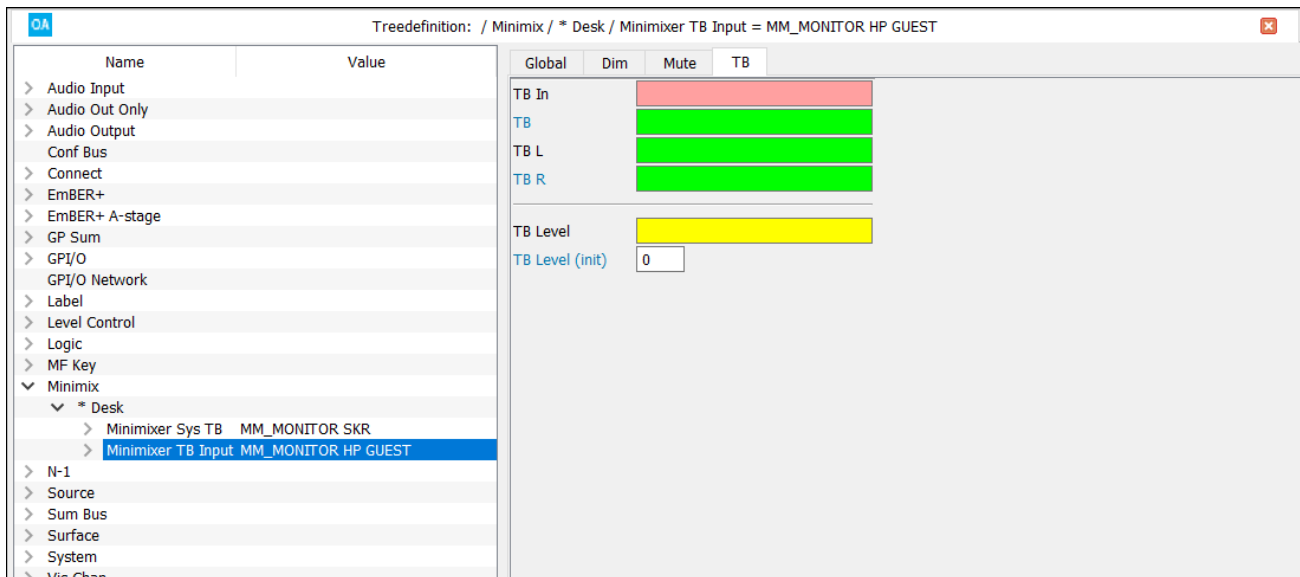 OA Treedefinition: / Minimix / * Desk / Minimixer TB Input = MM_MONITOR HP GUEST
Name Value
Audio Input
Audio Out Only
Audio Output
Conf Bus
Connect
EmBER+
EmBER+ A-stage
GP Sum
GPI/O
GPI/O Network
Label
Level Control
Logic
MF Key
Minimix
* Desk
Minimixer Sys TB MM_MONITOR SKR
Minimixer TB Input MM_MONITOR HP GUEST
N-1
Source
Sum Bus
Surface
System
Global Dim Mute TB
TB In
TB
TB L
TB R
TB Level
TB Level (init) 0